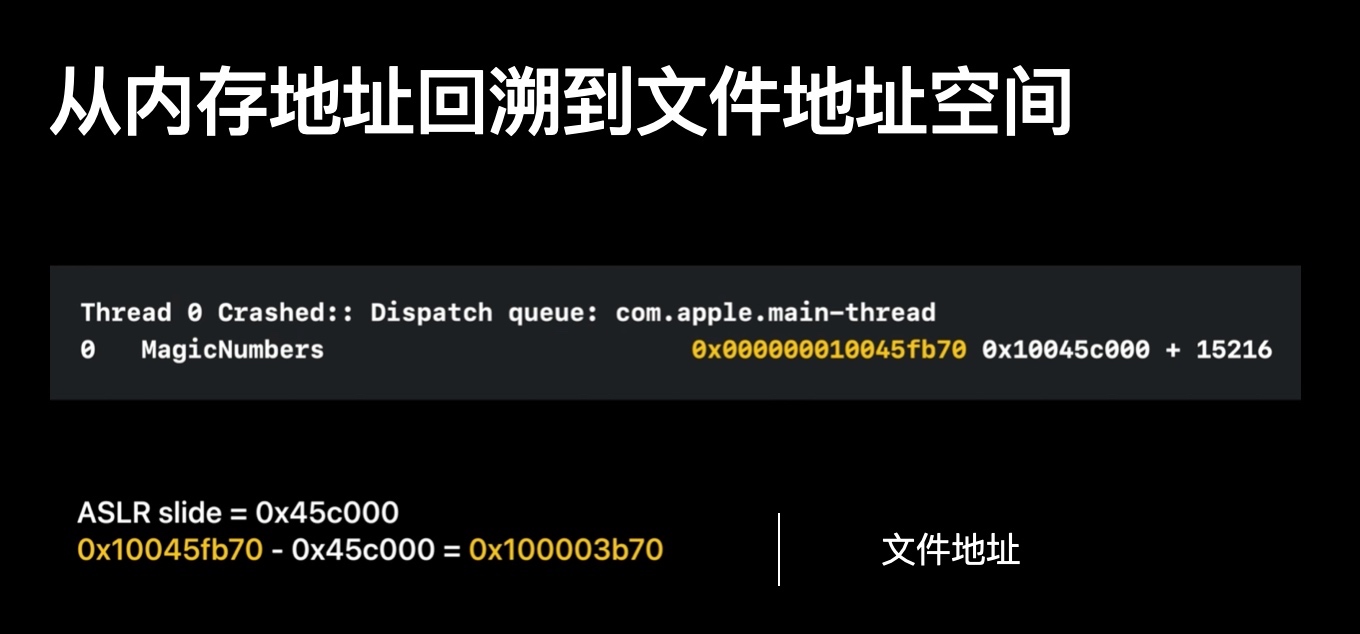 从内存地址回溯到文件地址空间
Thread 0 Crashed:: Dispatch queue: com.apple.main-thread
0   MagicNumbers                        0x000000010045fb70 0x10045c000 + 15216
ASLR slide = 0x45c000
0x10045fb70 - 0x45c000 = 0x100003b70
文件地址